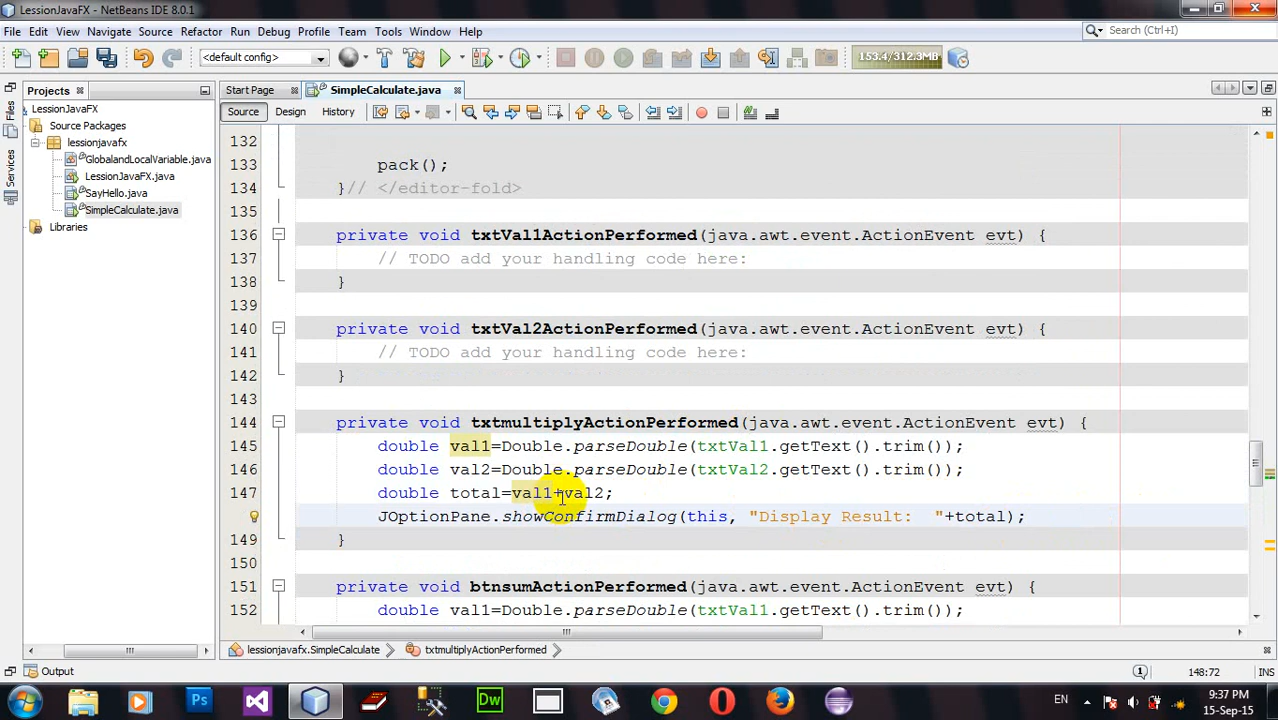 LessionJavaFX - NetBeans IDE 8.0.1
File Edit View Navigate Source Refactor Run Debug Profile Team Tools Window Help
Search (Ctrl+I)
<default config>
153.4/312.3MB
Projects
Start Page
SimpleCalculate.java
Files
Services
LessionJavaFX
Source Packages
lessionjavafx
GlobalandLocalVariable.java
LessionJavaFX.java
SayHello.java
SimpleCalculate.java
Libraries
Source Design History
132
133 pack();
134 }// </editor-fold>
135
136 private void txtVal1ActionPerformed(java.awt.event.ActionEvent evt) {
137 // TODO add your handling code here:
138 }
139
140 private void txtVal2ActionPerformed(java.awt.event.ActionEvent evt) {
141 // TODO add your handling code here:
142 }
143
144 private void txtmultiplyActionPerformed(java.awt.event.ActionEvent evt) {
145 double val1=Double.parseDouble(txtVal1.getText().trim());
146 double val2=Double.parseDouble(txtVal2.getText().trim());
147 double total=val1+val2;
JOptionPane.showConfirmDialog(this, "Display Result:  "+total);
149 }
150
151 private void btnsumActionPerformed(java.awt.event.ActionEvent evt) {
152 double val1=Double.parseDouble(txtVal1.getText().trim());
lessionjavafx.SimpleCalculate txtmultiplyActionPerformed
Output
148:72 INS
Ps
Dw
EN
9:37 PM
15-Sep-15